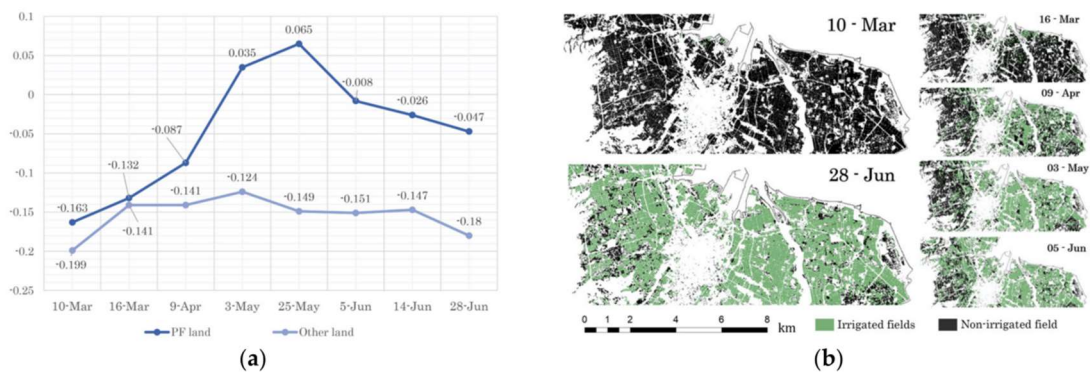 0.1
0.05
0
-0.05
-0.1
-0.15
-0.2
-0.25
-0.163
-0.132
-0.087
0.035
0.065
-0.008
-0.026
-0.047
-0.199
-0.141
-0.141
-0.124
-0.149
-0.151
-0.147
-0.18
10-Mar 16-Mar 9-Apr 3-May 25-May 5-Jun 14-Jun 28-Jun
PF land Other land
(a)
10 - Mar
28 - Jun
16 - Mar
09 - Apr
03 - May
05 - Jun
0 1 2 4 6 8 km
Irrigated fields Non-irrigated field
(b)